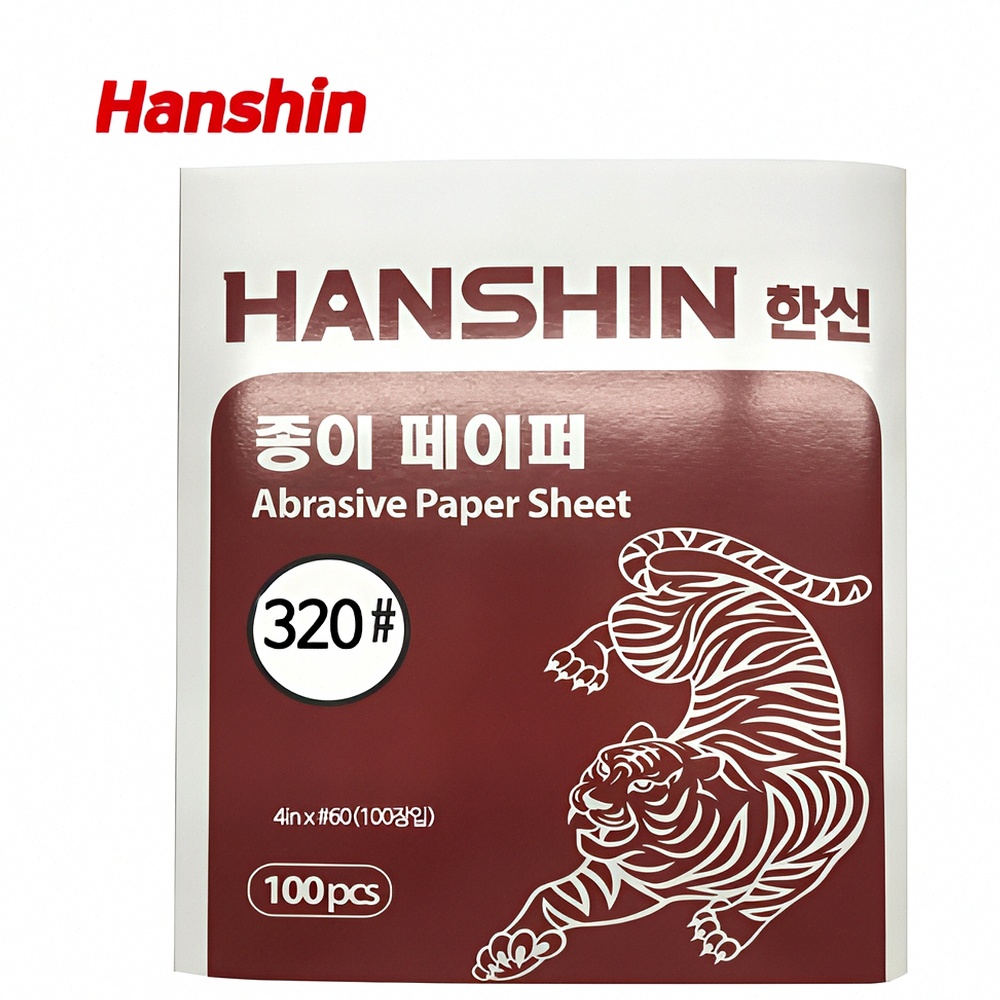 Hanshin
HANSHIN 한신
종이 페이퍼
Abrasive Paper Sheet
320#
4in x #60(100장입)
100pcs